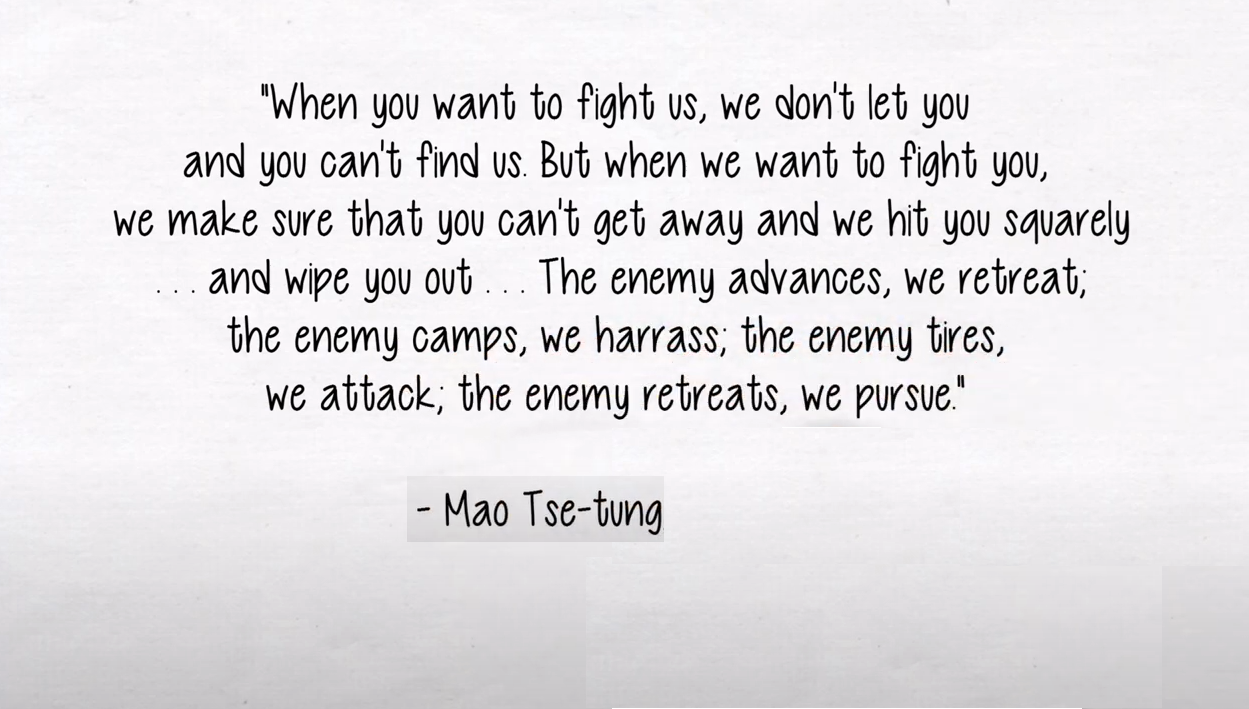 "When you want to fight us, we don't let you
and you can't find us. But when we want to fight you,
we make sure that you can't get away and we hit you squarely
. . . and wipe you out . . . The enemy advances, we retreat;
the enemy camps, we harrass; the enemy tires,
we attack; the enemy retreats, we pursue."
- Mao Tse-tung